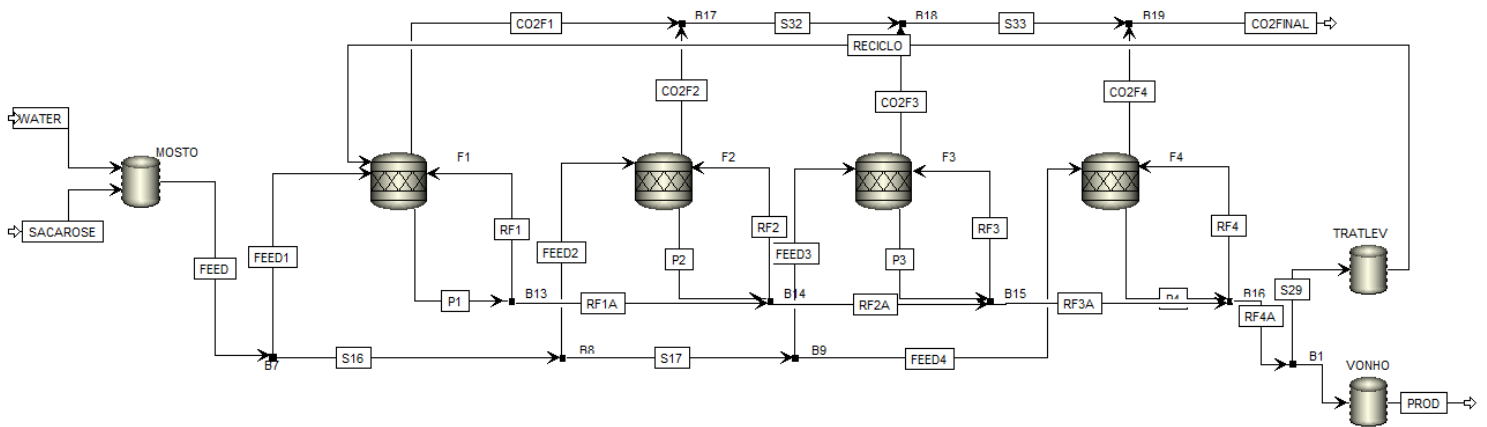 CO2F1
B17
S32
B18
S33
B19
CO2FINAL
RECICLO
CO2F2
CO2F3
CO2F4
WATER
MOSTO
F1
F2
F3
F4
SACAROSE
RF1
RF2
RF3
RF4
FEED
FEED1
FEED2
P2
FEED3
P3
TRATLEV
P1
B13
RF1A
B14
RF2A
B15
RF3A
B16
S29
RF4A
B7
S16
B8
S17
B9
FEED4
B1
VONHO
PROD